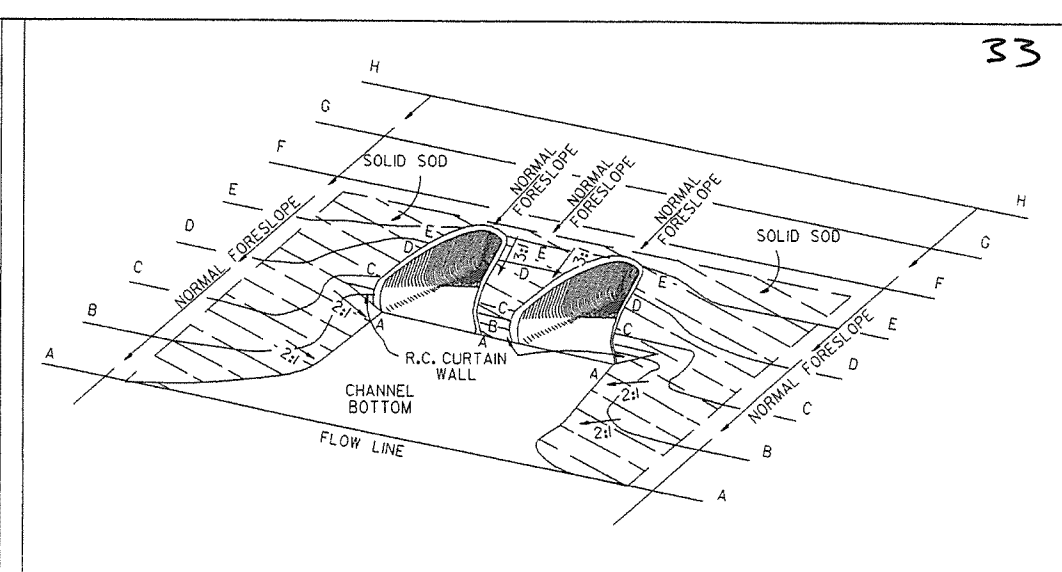 33
H
G
F
E
D
C
B
A
SOLID SOD
NORMAL FORESLOPE
NORMAL
FORESLOPE
NORMAL
FORESLOPE
NORMAL
FORESLOPE
SOLID SOD
H
G
F
E
D
C
B
A
NORMAL FORESLOPE
E
D
C
3:1
E
D
3:1
C
B
A
A
E
D
C
A
2:1
2:1
2:1
2:1
R.C. CURTAIN
WALL
CHANNEL
BOTTOM
FLOW LINE